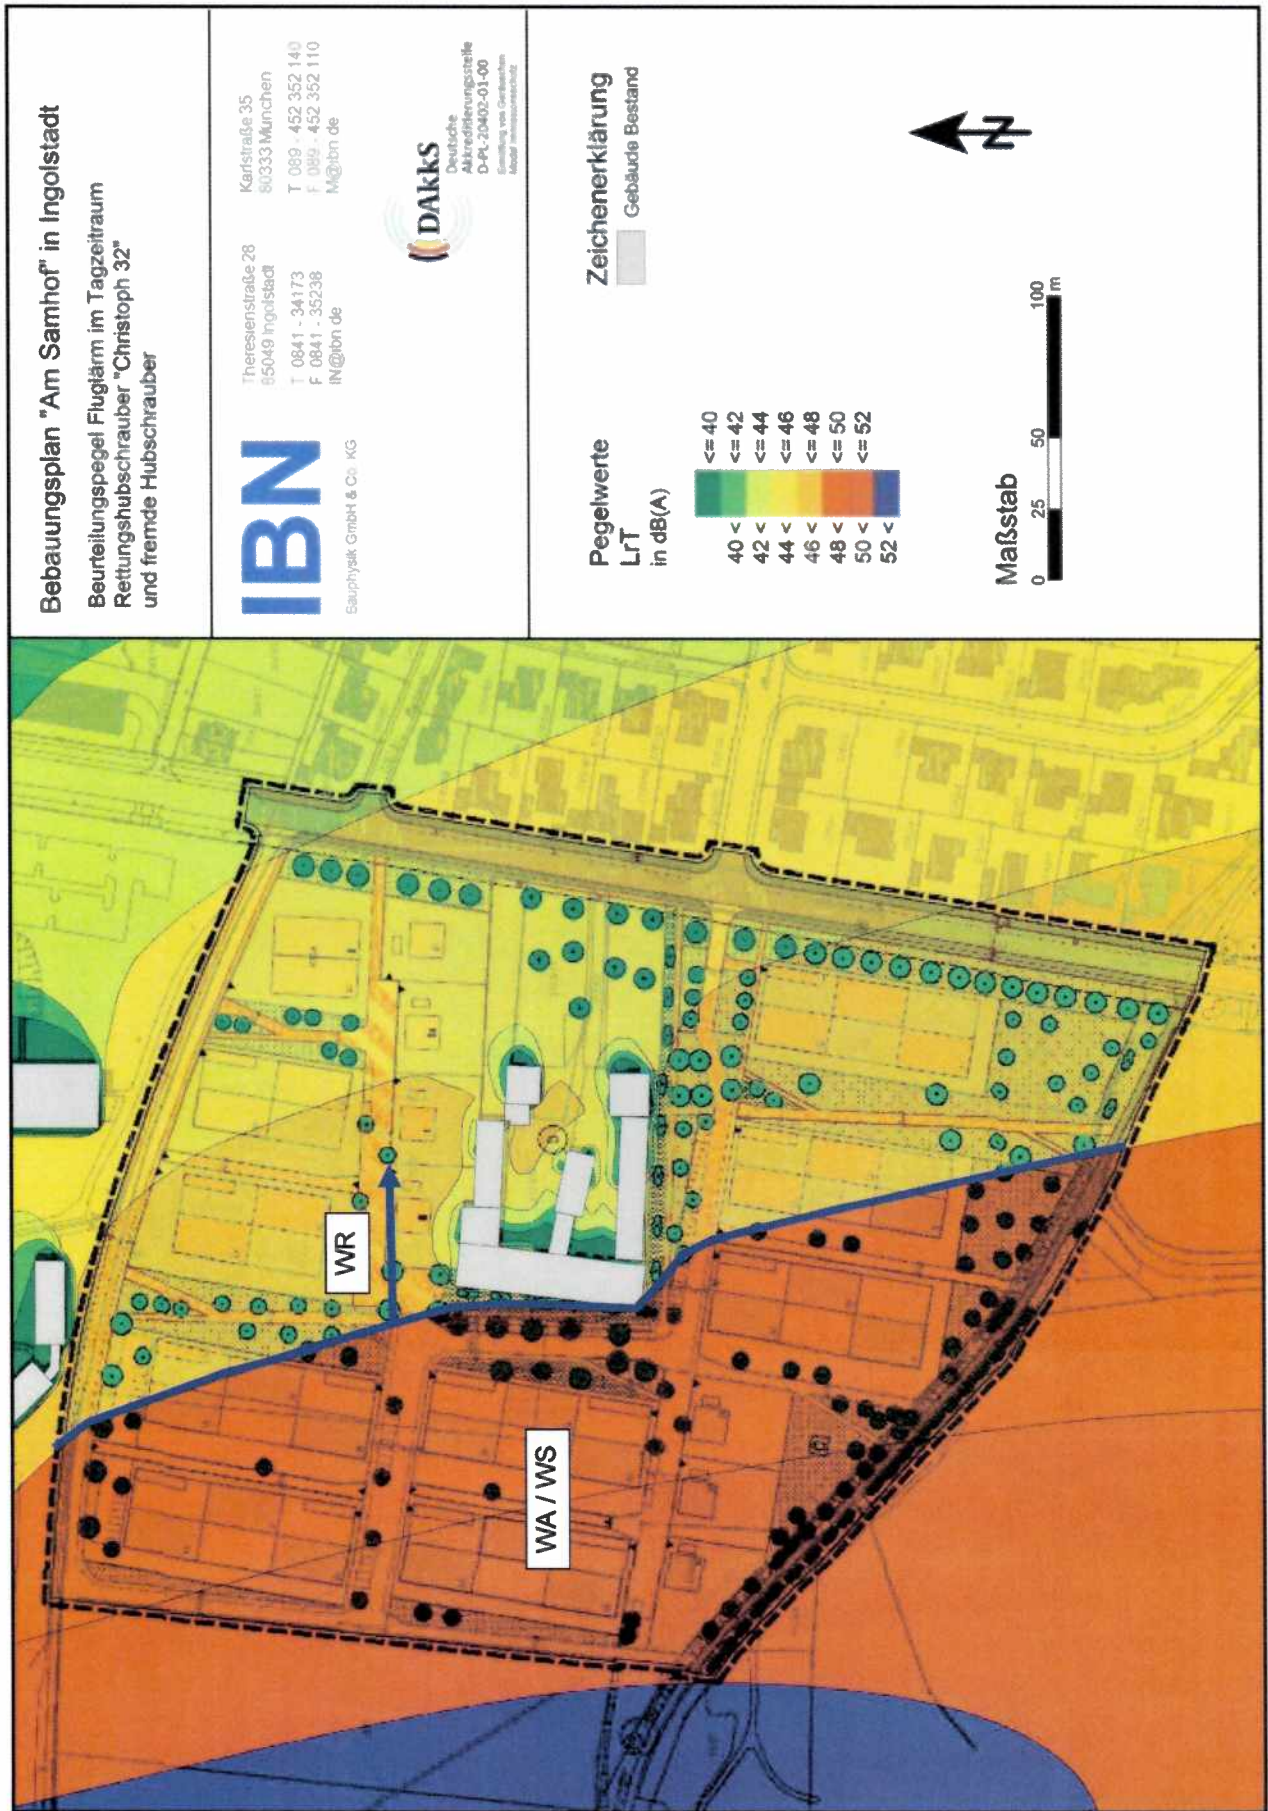 Bebauungsplan "Am Samhof" in Ingolstadt
Beurteilungspegel Fluglärm im Tagzeitraum
Rettungshubschrauber "Christoph 32"
und fremde Hubschrauber
IBN
Bauphysik GmbH & Co. KG
Theresienstraße 28
85049 Ingolstadt
T 0841 - 34173
F 0841 - 35238
IN@ibn de
Karlstraße 35
80333 München
T 089 - 452 352 140
F 089 - 452 352 110
M@ibn de
DAkkS
Deutsche
Akkreditierungsstelle
D-PL-20402-01-00
Ermittlung von Geräuschen
Pegelwerte
LrT
in dB(A)
<= 40
40 < <= 42
42 < <= 44
44 < <= 46
46 < <= 48
48 < <= 50
50 < <= 52
52 <
Zeichenerklärung
Gebäude Bestand
Maßstab
0 25 50 100
m
N
WR
WA / WS